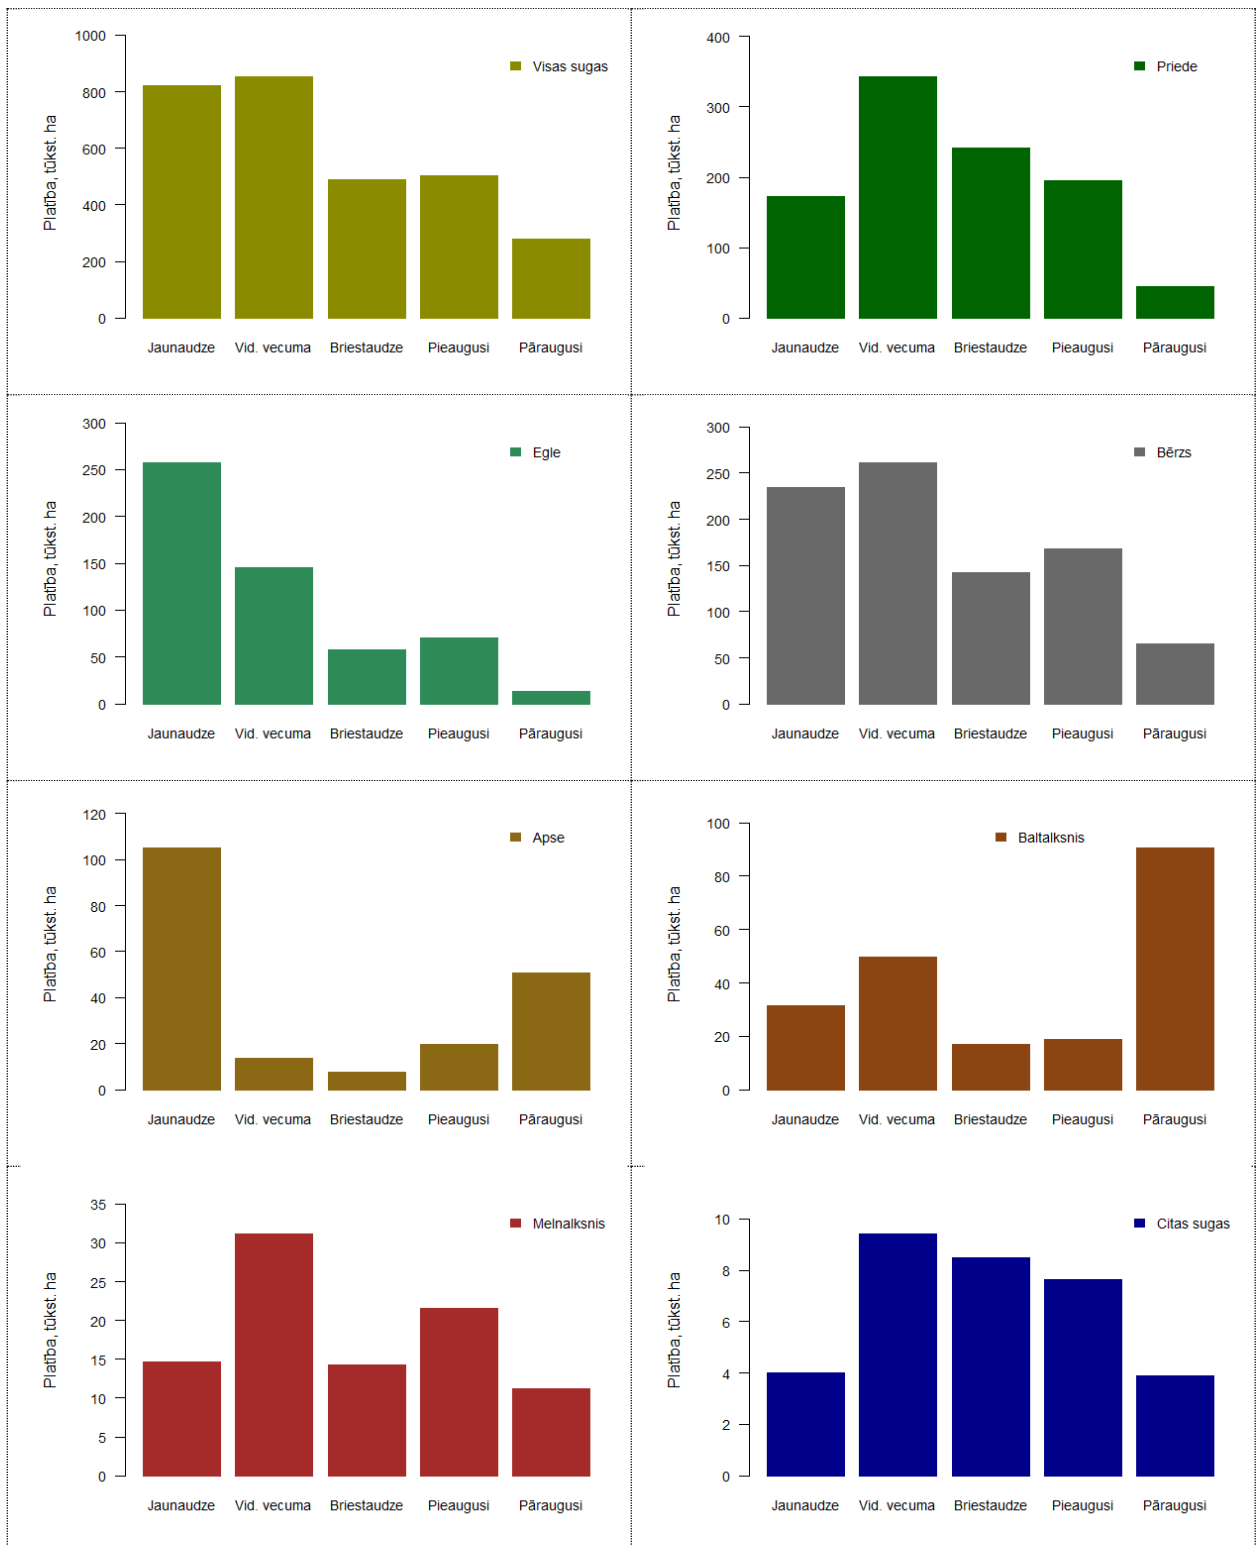 Visas sugas
Platība, tūkst. ha
1000
800
600
400
200
0
Jaunaudze Vid. vecuma Briestaudze Pieaugusi Pāraugusi
Priede
Platība, tūkst. ha
400
300
200
100
0
Jaunaudze Vid. vecuma Briestaudze Pieaugusi Pāraugusi
Egle
Platība, tūkst. ha
300
250
200
150
100
50
0
Jaunaudze Vid. vecuma Briestaudze Pieaugusi Pāraugusi
Bērzs
Platība, tūkst. ha
300
250
200
150
100
50
0
Jaunaudze Vid. vecuma Briestaudze Pieaugusi Pāraugusi
Apse
Platība, tūkst. ha
120
100
80
60
40
20
0
Jaunaudze Vid. vecuma Briestaudze Pieaugusi Pāraugusi
Baltalksnis
Platība, tūkst. ha
100
80
60
40
20
0
Jaunaudze Vid. vecuma Briestaudze Pieaugusi Pāraugusi
Melnalksnis
Platība, tūkst. ha
35
30
25
20
15
10
5
0
Jaunaudze Vid. vecuma Briestaudze Pieaugusi Pāraugusi
Citas sugas
Platība, tūkst. ha
10
8
6
4
2
0
Jaunaudze Vid. vecuma Briestaudze Pieaugusi Pāraugusi